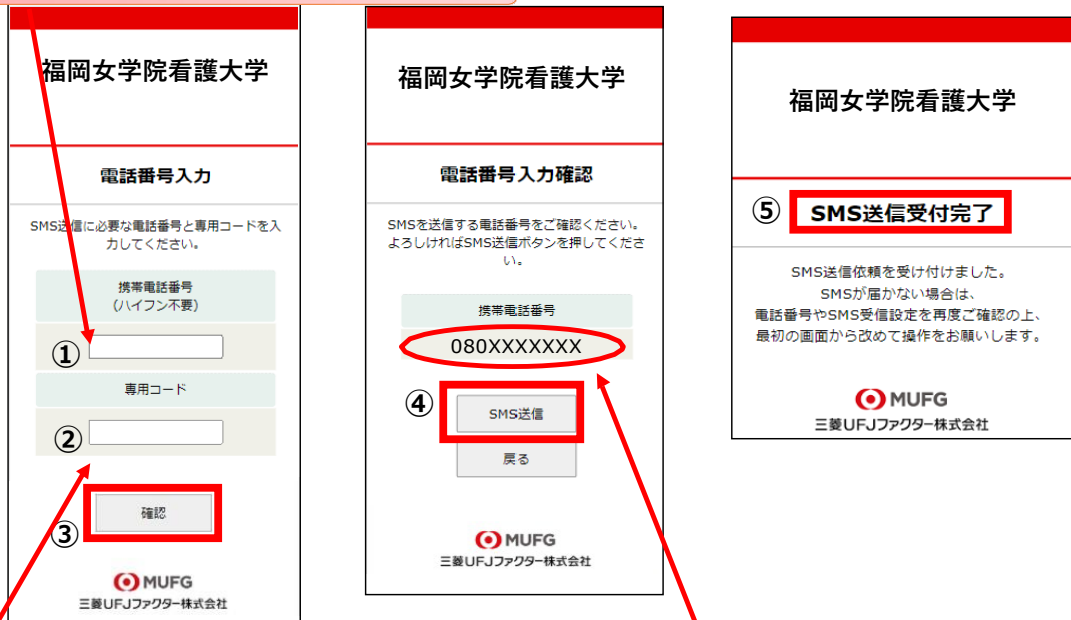 福岡女学院看護大学
電話番号入力
SMS送信に必要な電話番号と専用コードを入
力してください。
携帯電話番号
(ハイフン不要)
①
専用コード
②
確認
③
MUFG
三菱UFJファクター株式会社
福岡女学院看護大学
電話番号入力確認
SMSを送信する電話番号をご確認ください。
よろしければSMS送信ボタンを押してくださ
い。
携帯電話番号
080XXXXXXX
④
SMS送信
戻る
MUFG
三菱UFJファクター株式会社
福岡女学院看護大学
⑤ SMS送信受付完了
SMS送信依頼を受け付けました。
SMSが届かない場合は、
電話番号やSMS受信設定を再度ご確認の上、
最初の画面から改めて操作をお願いします。
MUFG
三菱UFJファクター株式会社